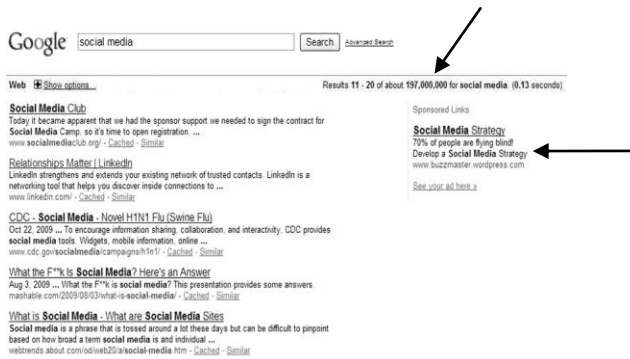 Google social media Search Advanced Search
Web Show options... Results 11 - 20 of about 197,000,000 for social media. (0.13 seconds)
Social Media Club
Today it became apparent that we had the sponsor support we needed to sign the contract for
Social Media Camp, so it's time to open registration, ...
www.socialmediaclub.org/ - Cached - Similar
Relationships Matter | LinkedIn
LinkedIn strengthens and extends your existing network of trusted contacts. LinkedIn is a
networking tool that helps you discover inside connections to ...
www.linkedin.com/ - Cached - Similar
CDC - Social Media - Novel H1N1 Flu (Swine Flu)
Oct 22, 2009 ... To encourage information sharing, collaboration, and interactivity, CDC provides
social media tools. Widgets, mobile information, online ...
www.cdc.gov/socialmedia/campaigns/h1n1/ - Cached - Similar
What the F**k Is Social Media? Here's an Answer
Aug 3, 2009 ... What the F**k is social media? This presentation provides some answers.
mashable.com/2009/08/03/what-is-social-media/ - Cached - Similar
What is Social Media - What are Social Media Sites
Social media is a phrase that is tossed around a lot these days but can be difficult to pinpoint
based on how broad a term social media is and individual ...
webtrends.about.com/od/web20/a/social-media.htm - Cached - Similar
Sponsored Links
Social Media Strategy
70% of people are flying blind!
Develop a Social Media Strategy
www.buzzmaster.wordpress.com
See your ad here »